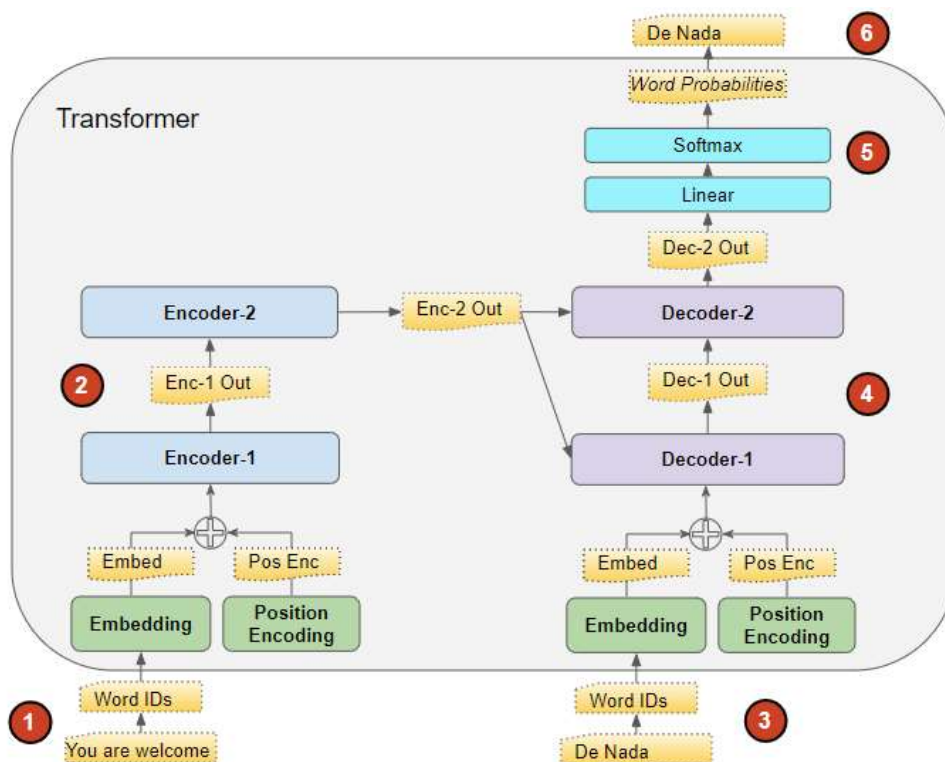 De Nada
6
Word Probabilities
Transformer
Softmax
5
Linear
Dec-2 Out
Encoder-2
Enc-2 Out
Decoder-2
2
Enc-1 Out
Dec-1 Out
4
Encoder-1
Decoder-1
Embed
Pos Enc
Embed
Pos Enc
Embedding
Position
Encoding
Embedding
Position
Encoding
1
Word IDs
Word IDs
3
You are welcome
De Nada